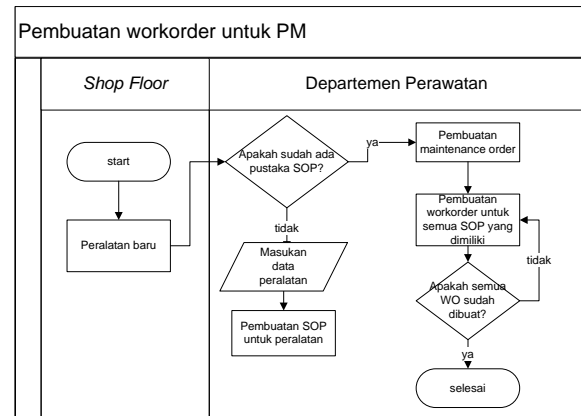 Pembuatan workorder untuk PM
Shop Floor
Departemen Perawatan
start
Peralatan baru
Apakah sudah ada
pustaka SOP?
ya
tidak
Masukan
data
peralatan
Pembuatan SOP
untuk peralatan
Pembuatan
maintenance order
Pembuatan
workorder untuk
semua SOP yang
dimiliki
tidak
Apakah semua
WO sudah
dibuat?
ya
selesai